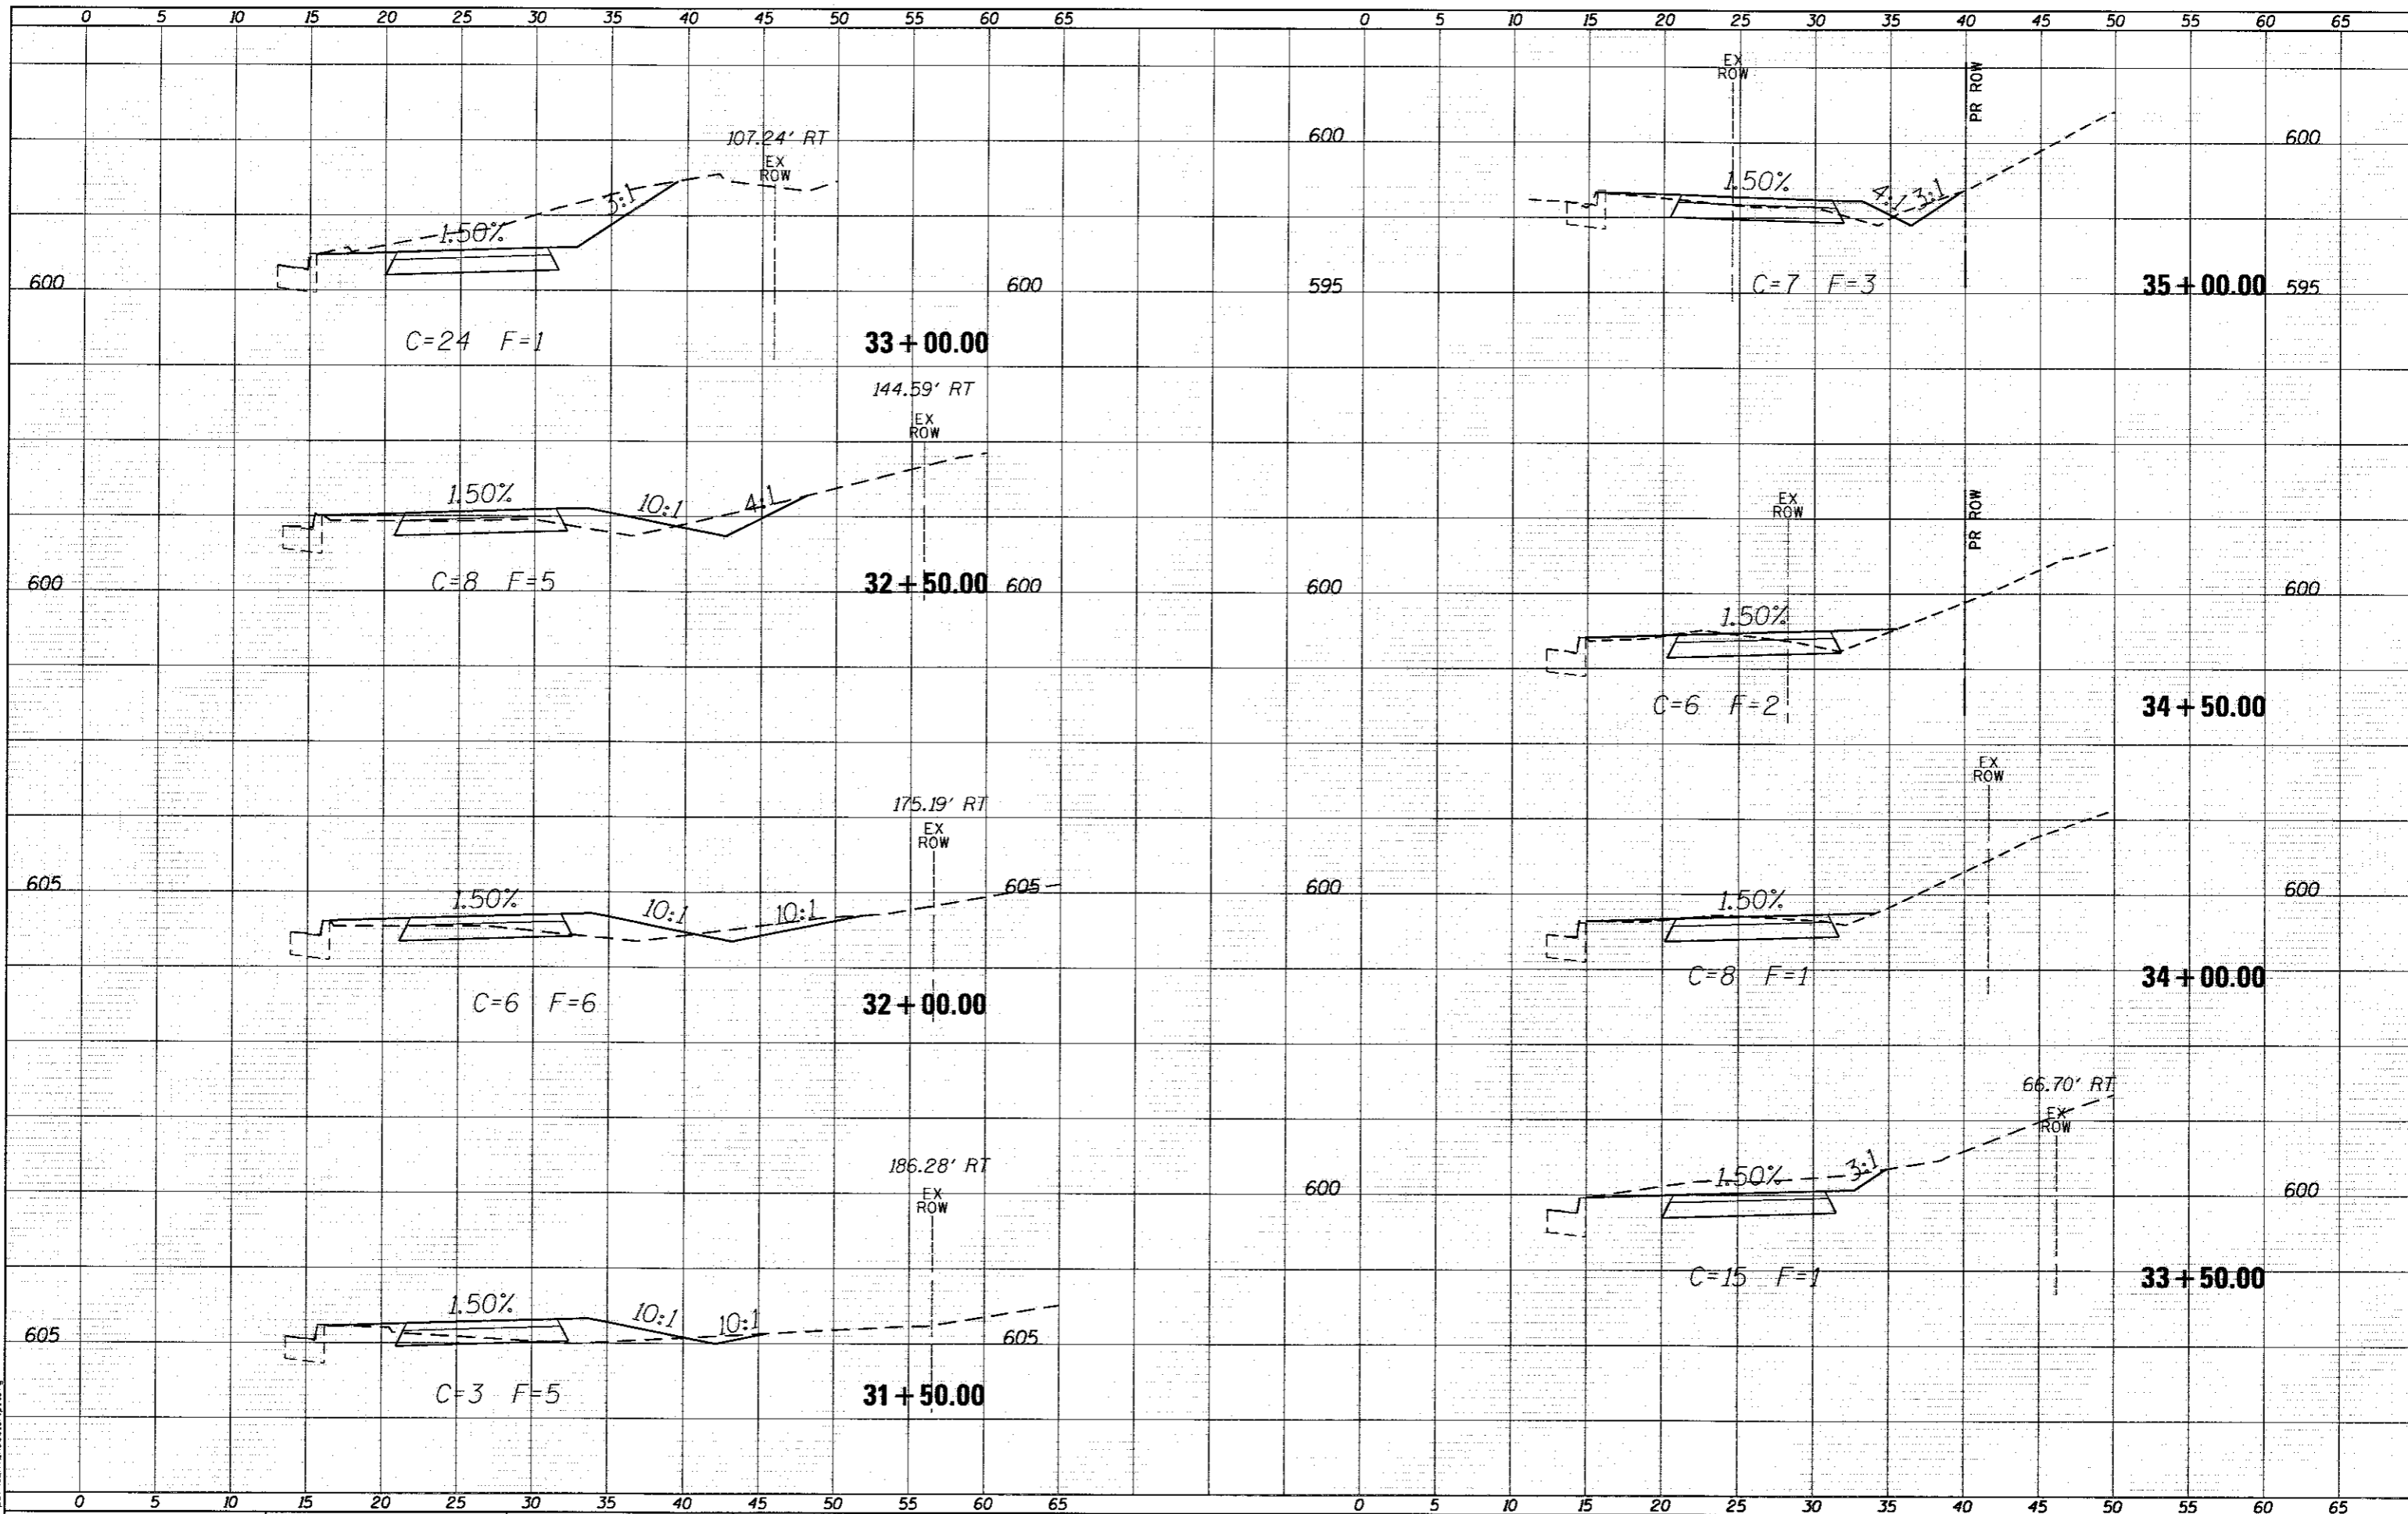 0 5 10 15 20 25 30 35 40 45 50 55 60 65 0 5 10 15 20 25 30 35 40 45 50 55 60 65
107.24' RT
EX
ROW
3:1
1.50%
600 600
C=24 F=1 33+00.00
144.59' RT
EX
ROW
1.50% 10:1 4:1
C=8 F=5 32+50.00
600 600
175.19' RT
EX
ROW
605 605
1.50% 10:1 10:1
C=6 F=6 32+00.00
186.28' RT
EX
ROW
1.50% 10:1 10:1
605 605
C=3 F=5 31+50.00
EX
ROW
PR ROW
600 600
1.50% 4:1 3:1
595 C=7 F=3 35+00.00 595
EX
ROW
PR ROW
600 600
1.50%
C=6 F=2 34+50.00
EX
ROW
600 600
1.50%
C=8 F=1 34+00.00
66.70' RT
EX
ROW
1.50% 3:1
600 600
C=15 F=1 33+50.00
0 5 10 15 20 25 30 35 40 45 50 55 60 65 0 5 10 15 20 25 30 35 40 45 50 55 60 65